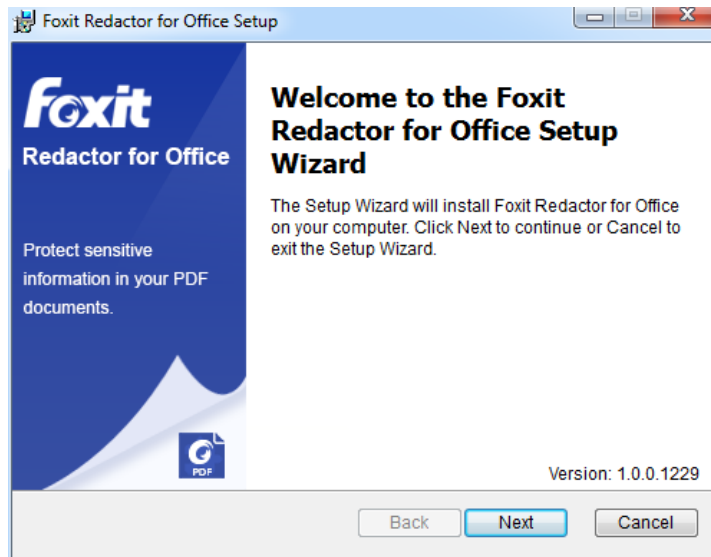 Foxit Redactor for Office Setup
Foxit
Redactor for Office
Protect sensitive
information in your PDF
documents.
PDF
Welcome to the Foxit
Redactor for Office Setup
Wizard
The Setup Wizard will install Foxit Redactor for Office
on your computer. Click Next to continue or Cancel to
exit the Setup Wizard.
Version: 1.0.0.1229
Back Next Cancel